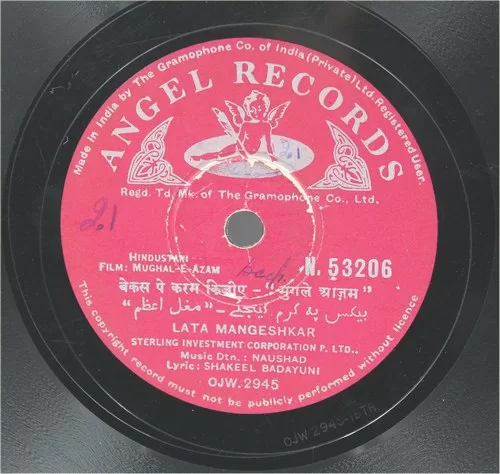 Made in India by The Gramophone Co. of India (Private) Ltd. Registered User.
ANGEL RECORDS
21
Regd. Td. Mk. of The Gramophone Co., Ltd.
21
HINDUSTANI
FILM: MUGHAL-E-AZAM
N. 53206
बेकस पे करम किजीए - "मुगले आज़म"
بیکس پہ کرم کیجئے - "مغل اعظم"
LATA MANGESHKAR
STERLING INVESTMENT CORPORATION P. LTD.,
Music Dtn.: NAUSHAD
Lyric: SHAKEEL BADAYUNI
OJW. 2945
This copyright record must not be publicly performed without licence